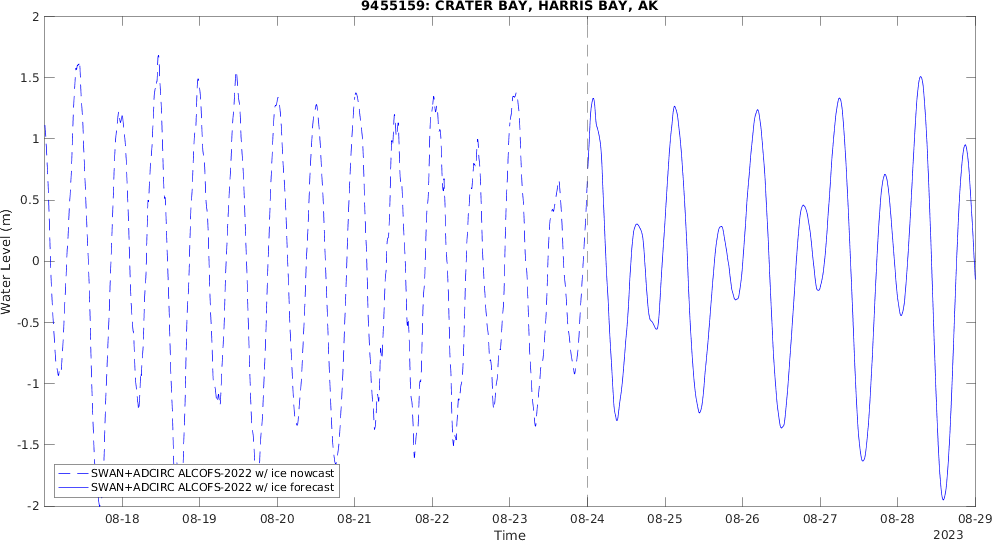 9455159: CRATER BAY, HARRIS BAY, AK
2
1.5
1
0.5
0
-0.5
-1
-1.5
-2
Water Level (m)
SWAN+ADCIRC ALCOFS-2022 w/ ice nowcast
SWAN+ADCIRC ALCOFS-2022 w/ ice forecast
08-18 08-19 08-20 08-21 08-22 08-23 08-24 08-25 08-26 08-27 08-28 08-29
Time
2023